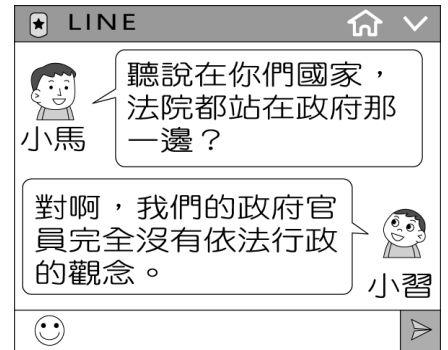 LINE
聽說在你們國家，
法院都站在政府那
一邊？
小馬
對啊，我們的政府官
員完全沒有依法行政
的觀念。
小習